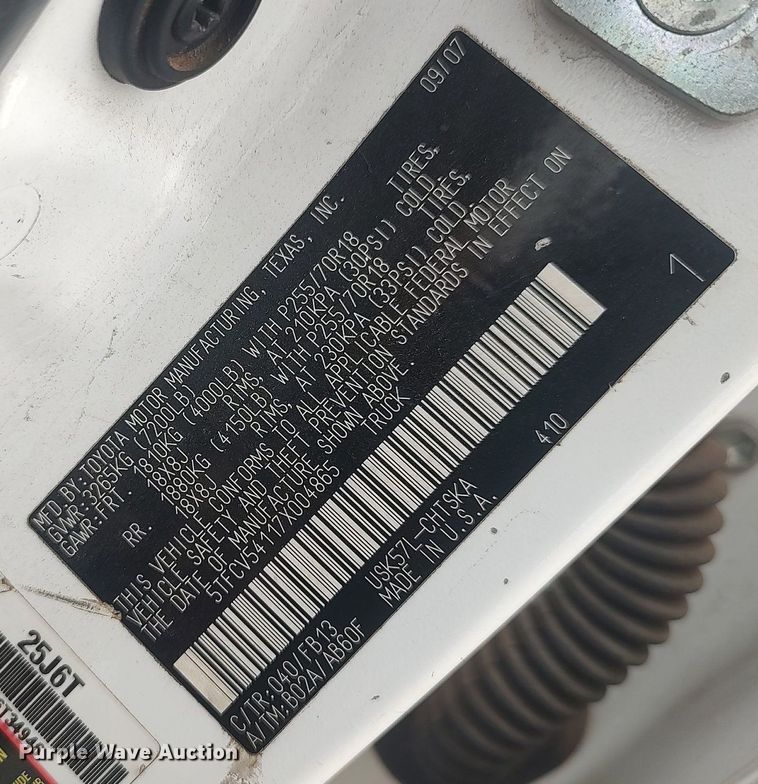 09/07
MFD BY:TOYOTA MOTOR MANUFACTURING, TEXAS, INC.
GVWR:3265KG (7200LB)
GAWR:FRT. 1810KG (4000LB) WITH P255/70R18 TIRES,
18X8J RIMS, AT 210KPA (30PSI) COLD.
RR. 1880KG (4150LB) WITH P255/70R18 TIRES,
18X8J RIMS, AT 230KPA (33PSI) COLD.
THIS VEHICLE CONFORMS TO ALL APPLICABLE FEDERAL MOTOR
VEHICLE SAFETY AND THEFT PREVENTION STANDARDS IN EFFECT ON
THE DATE OF MANUFACTURE SHOWN ABOVE.
5TFCV54117X004865 TRUCK
1
410
C/TR:040/FB13 USK57L-CHTSKA
A/TM:B02A/AB60F MADE IN U.S.A.
25J6T
Purple Wave Auction